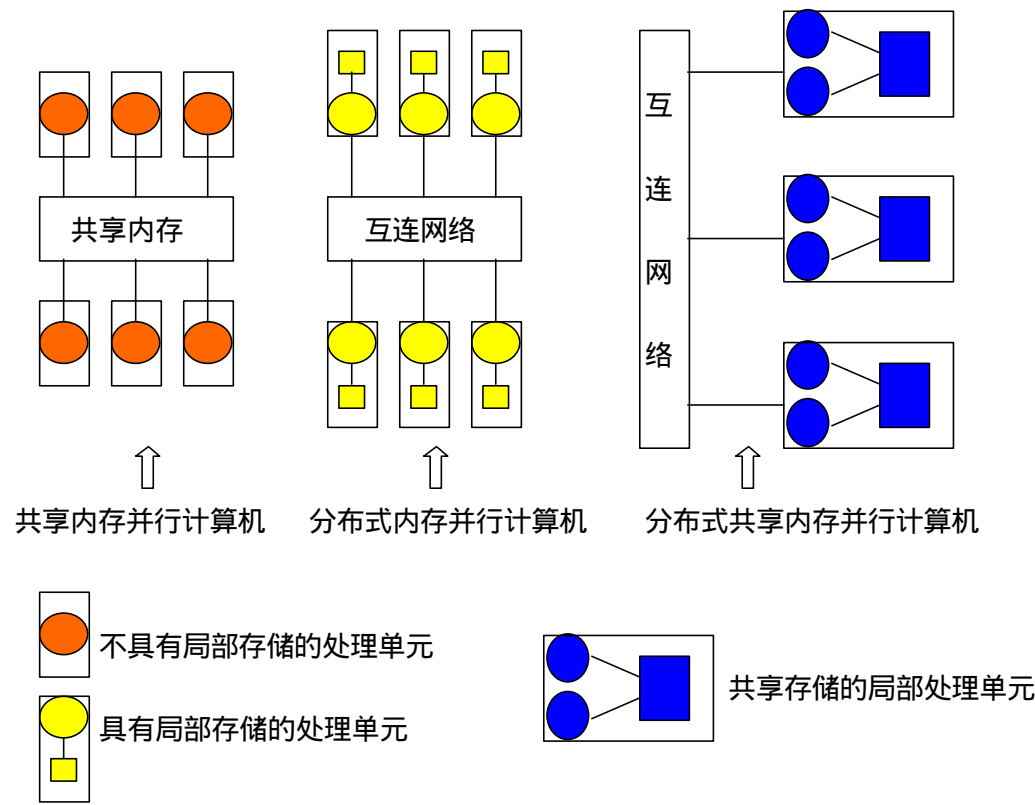 共享内存
互连网络
互
连
网
络
共享内存并行计算机
分布式内存并行计算机
分布式共享内存并行计算机
不具有局部存储的处理单元
具有局部存储的处理单元
共享存储的局部处理单元